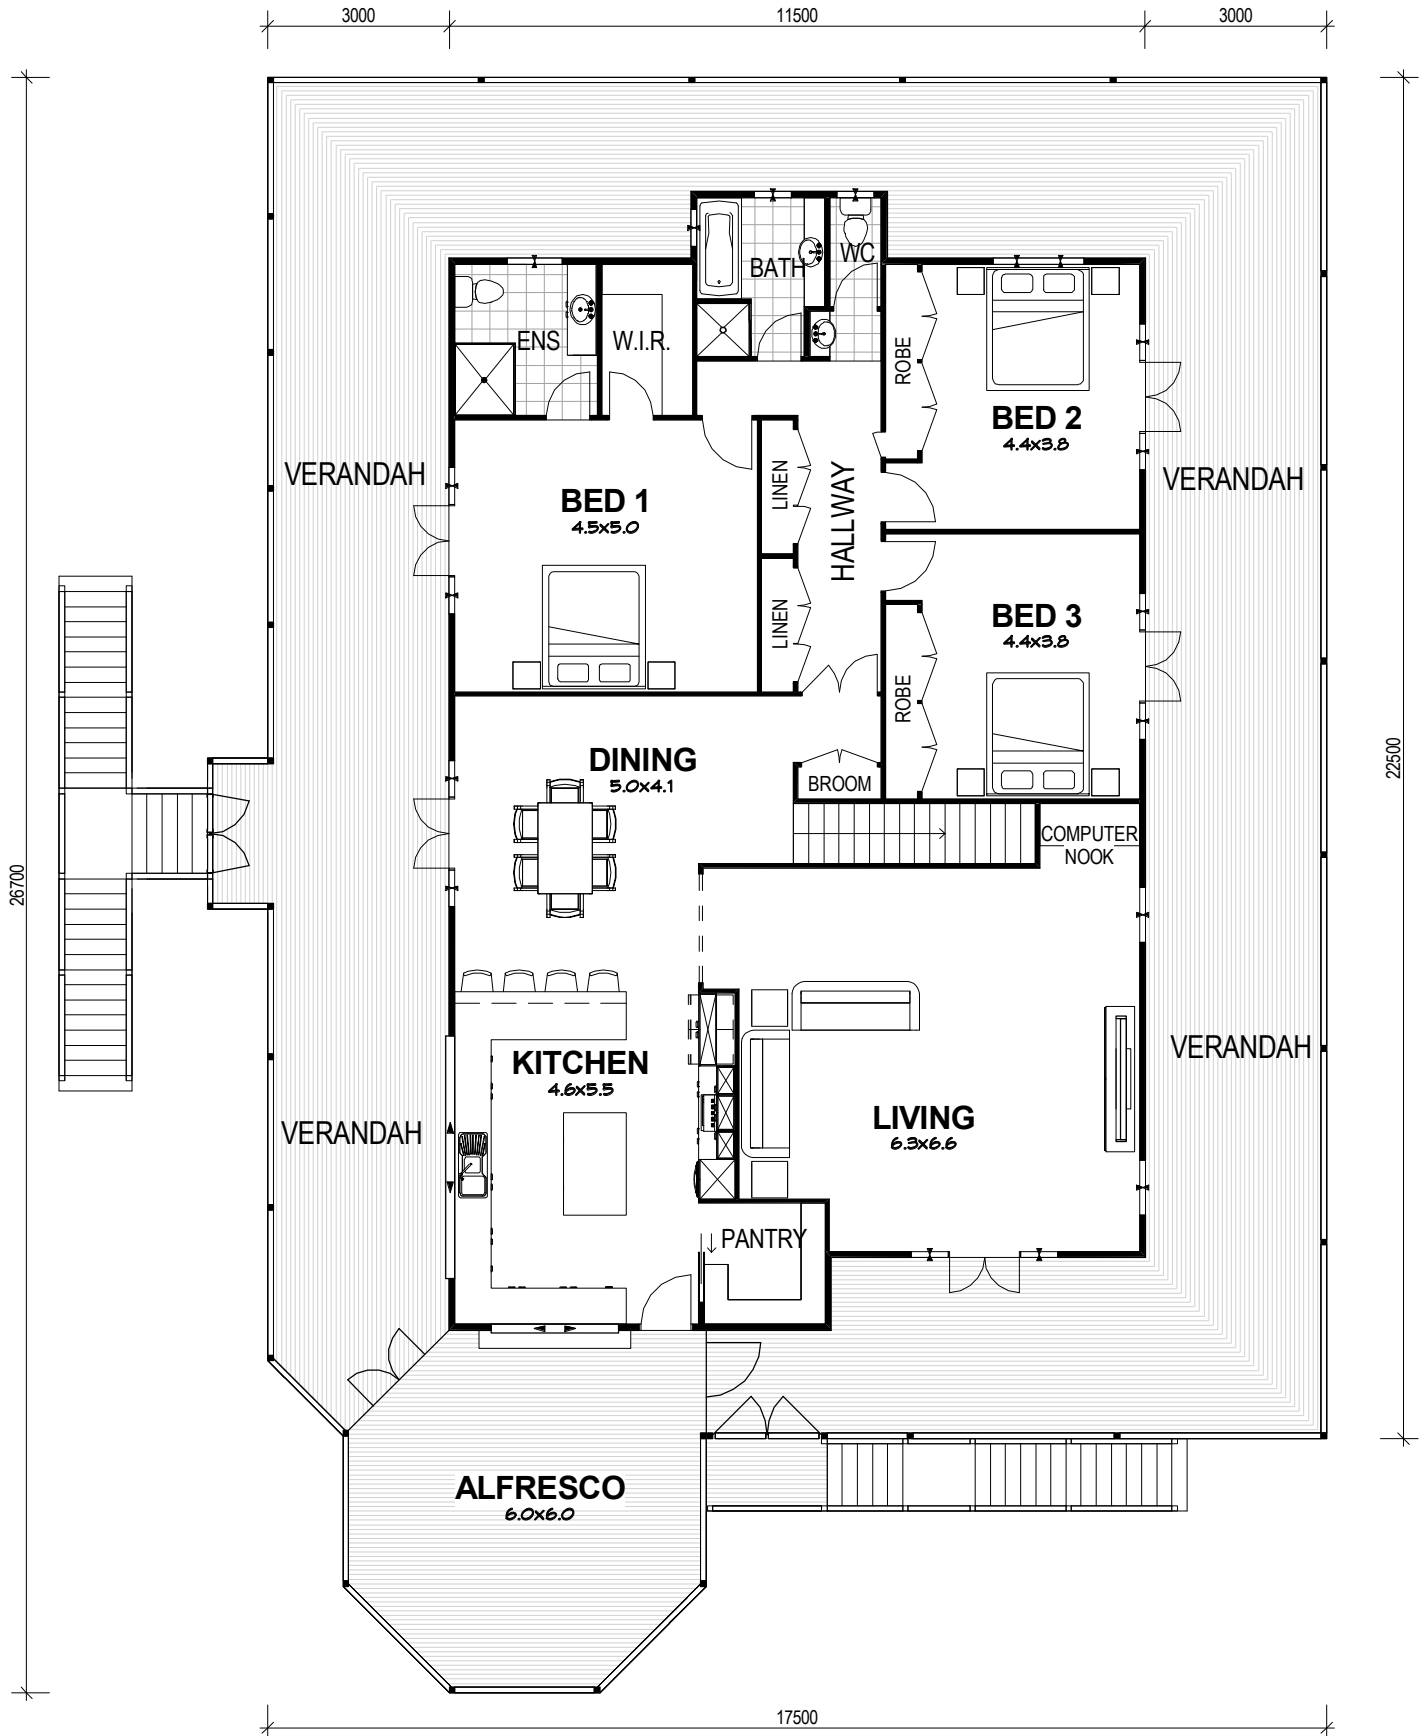 3000
11500
3000
WC
BATH
ENS
W.I.R.
ROBE
BED 2
4.4x3.8
VERANDAH
VERANDAH
BED 1
4.5x5.0
LINEN
HALLWAY
LINEN
BED 3
4.4x3.8
ROBE
DINING
5.0x4.1
BROOM
22500
COMPUTER
NOOK
26700
KITCHEN
4.6x5.5
VERANDAH
LIVING
6.3x6.6
VERANDAH
PANTRY
ALFRESCO
6.0x6.0
17500